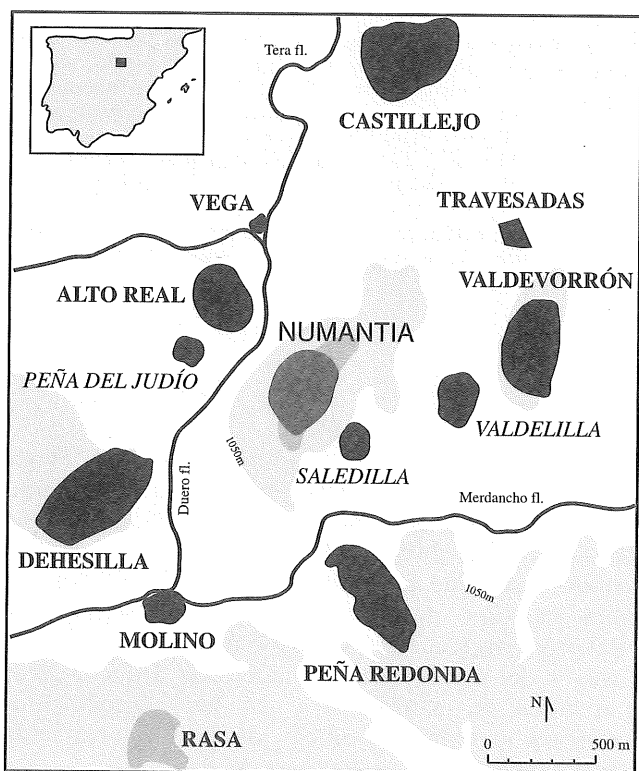 Tera fl.
CASTILLEJO
VEGA
TRAVESADAS
ALTO REAL
VALDEVORRÓN
NUMANTIA
PEÑA DEL JUDÍO
VALDELILLA
1050m
SALEDILLA
Duero fl.
Merdancho fl.
DEHESILLA
1050m
MOLINO
PEÑA REDONDA
N
RASA
0 500 m